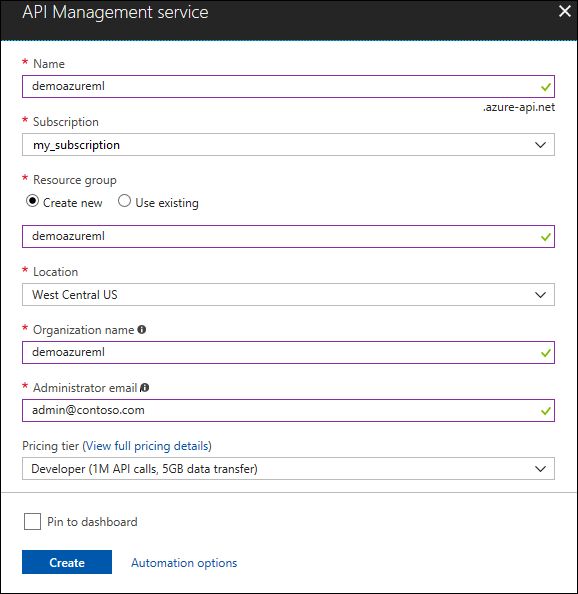 API Management service
* Name
demoazureml
.azure-api.net
* Subscription
my_subscription
* Resource group
Create new Use existing
demoazureml
* Location
West Central US
* Organization name
demoazureml
* Administrator email
admin@contoso.com
Pricing tier (View full pricing details)
Developer (1M API calls, 5GB data transfer)
Pin to dashboard
Create Automation options